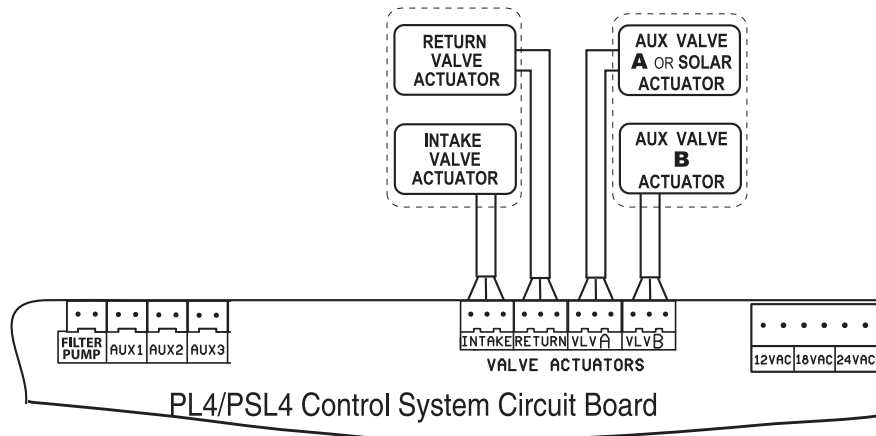 RETURN
VALVE
ACTUATOR
INTAKE
VALVE
ACTUATOR
AUX VALVE
A OR SOLAR
ACTUATOR
AUX VALVE
B
ACTUATOR
FILTER
PUMP
AUX1
AUX2
AUX3
INTAKE
RETURN
VLV A
VLV B
VALVE ACTUATORS
12VAC
18VAC
24VAC
PL4/PSL4 Control System Circuit Board